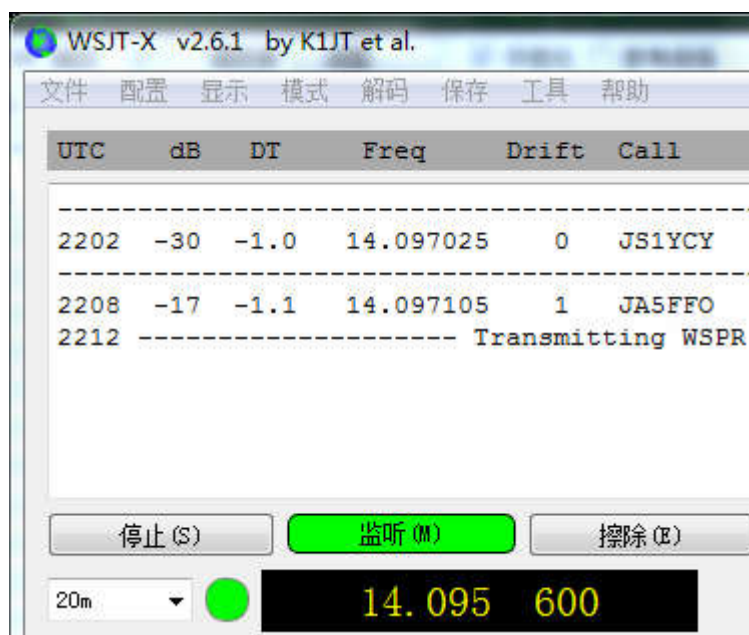 WSJT-X v2.6.1 by K1JT et al.
文件 配置 显示 模式 解码 保存 工具 帮助
UTC dB DT Freq Drift Call
----------------------------------------------
2202 -30 -1.0 14.097025 0 JS1YCY
----------------------------------------------
2208 -17 -1.1 14.097105 1 JA5FFO
2212 -------------------- Transmitting WSPR
停止(S) 监听(M) 擦除(E)
20m 14.095 600